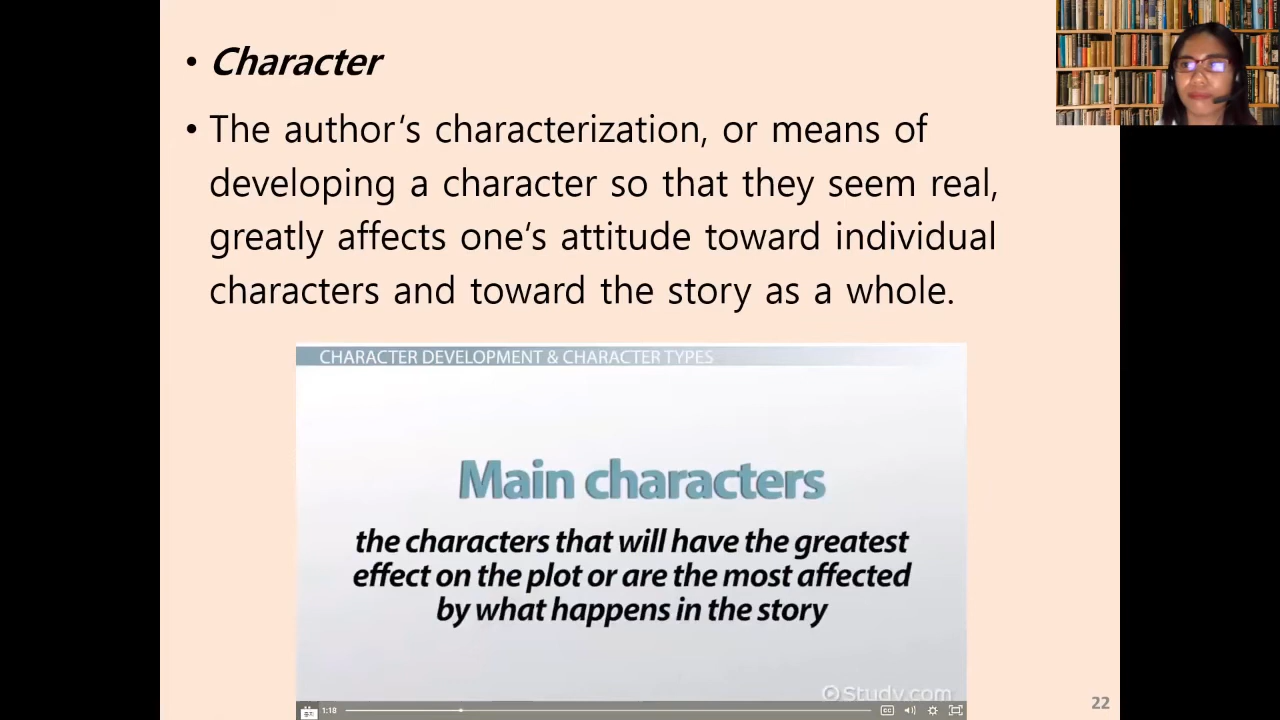 • Character
• The author‘s characterization, or means of
developing a character so that they seem real,
greatly affects one‘s attitude toward individual
characters and toward the story as a whole.
CHARACTER DEVELOPMENT & CHARACTER TYPES
Main characters
the characters that will have the greatest
effect on the plot or are the most affected
by what happens in the story
©Study.com
1:18
CC
22